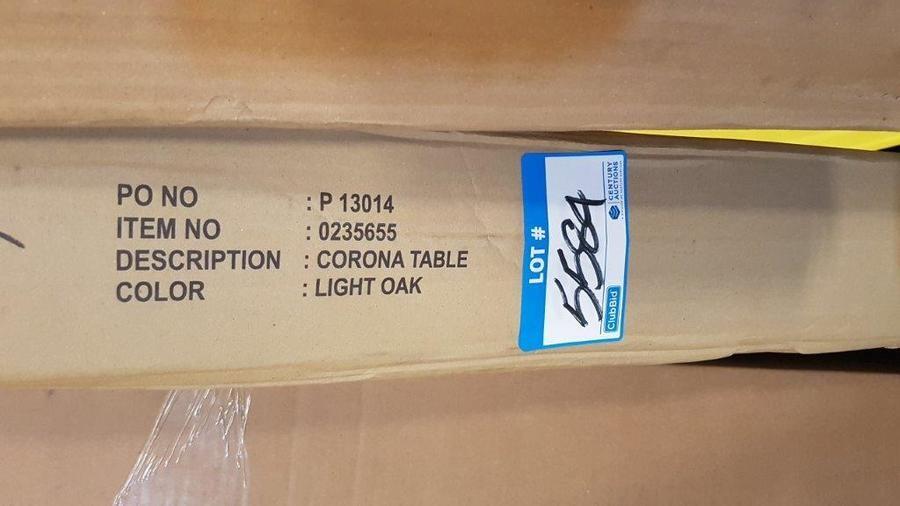 PO NO : P 13014
ITEM NO : 0235655
DESCRIPTION : CORONA TABLE
COLOR : LIGHT OAK
LOT #
5584
CENTURY
AUCTIONS
ClubBid